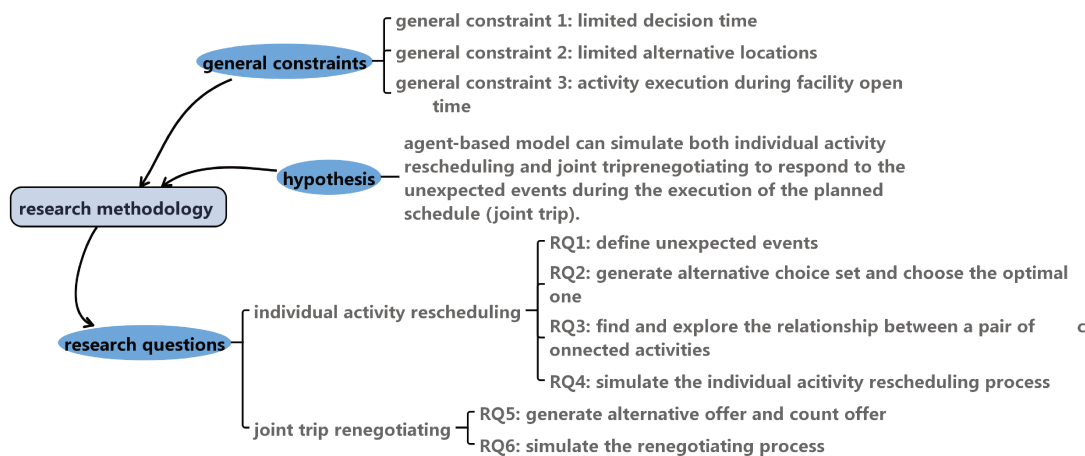 general constraint 1: limited decision time
general constraint 2: limited alternative locations
general constraints
general constraint 3: activity execution during facility open
time
agent-based model can simulate both individual activity
rescheduling and joint triprenegotiating to respond to the
hypothesis
unexpected events during the execution of the planned
schedule (joint trip).
research methodology
RQ1: define unexpected events
RQ2: generate alternative choice set and choose the optimal
one
individual activity rescheduling
RQ3: find and explore the relationship between a pair of c
onnected activities
research questions
RQ4: simulate the individual acitivity rescheduling process
RQ5: generate alternative offer and count offer
joint trip renegotiating
RQ6: simulate the renegotiating process